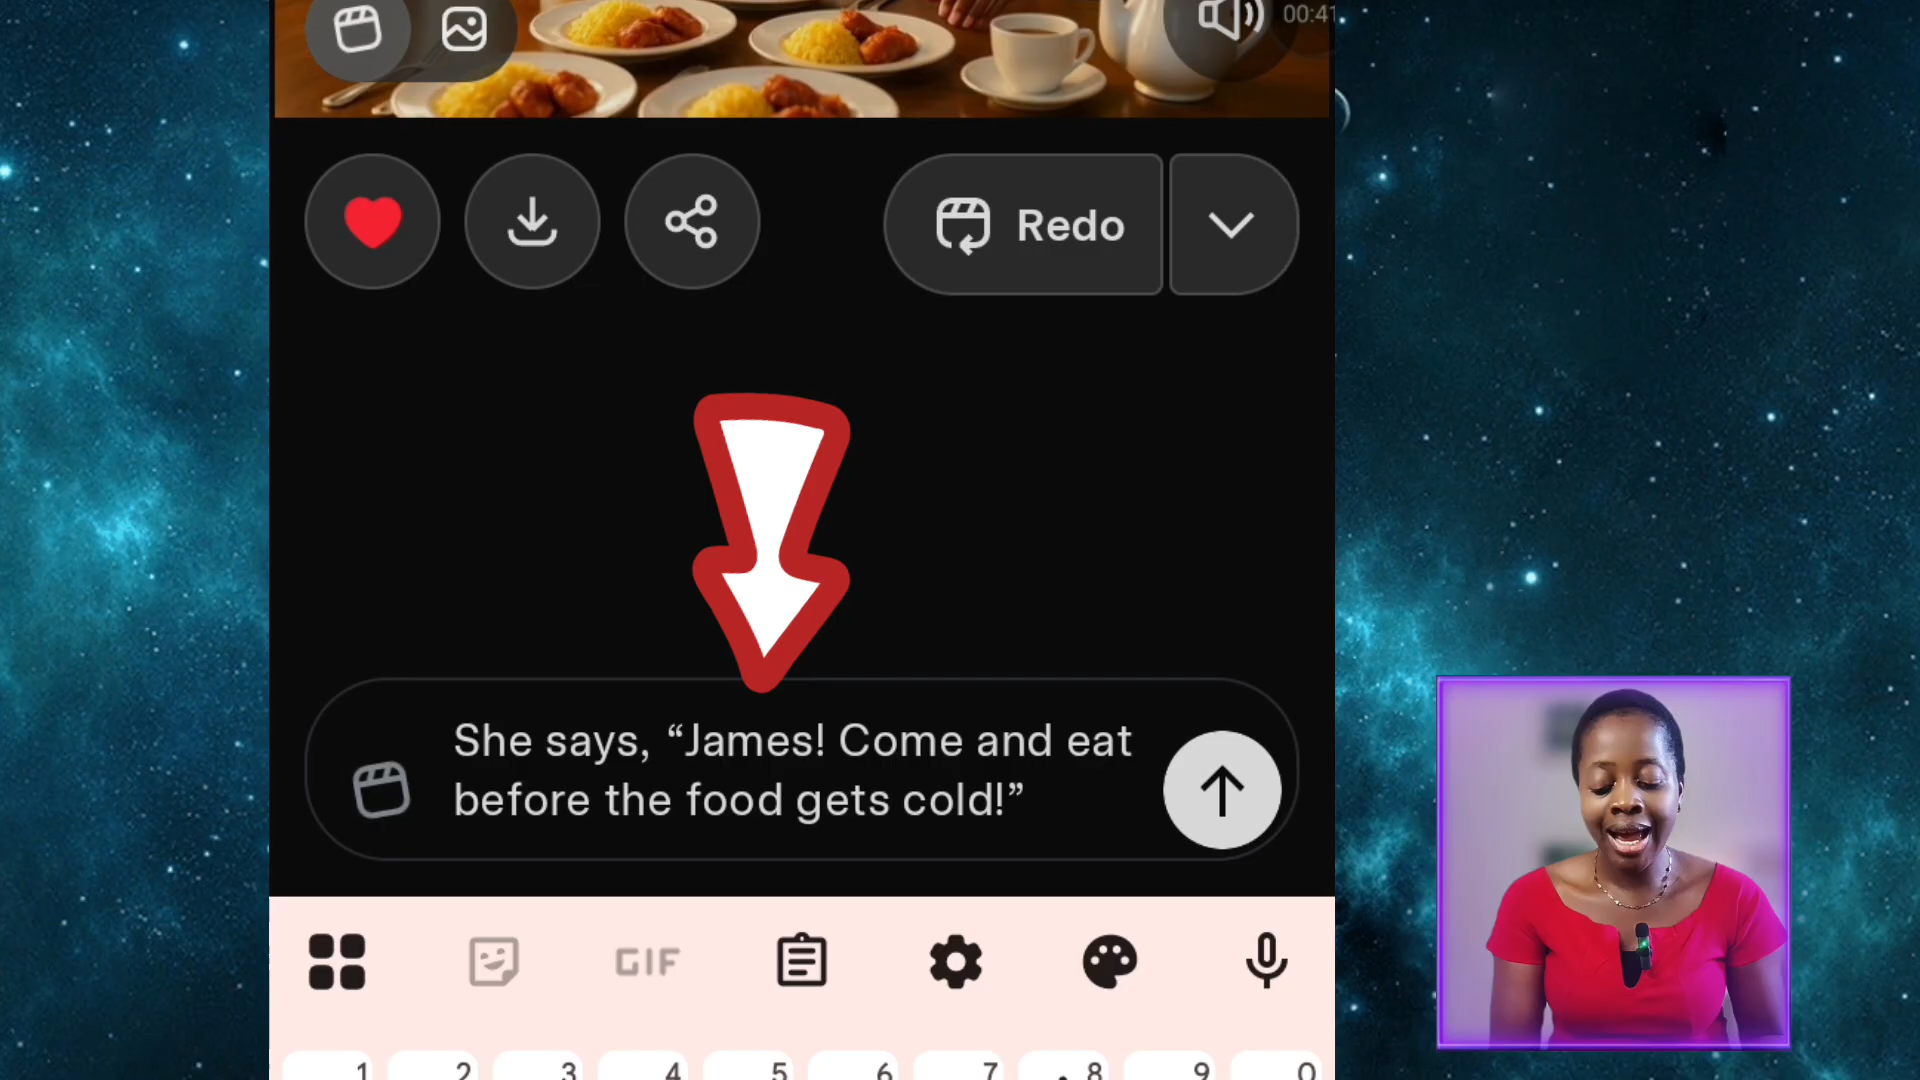 00:41
Redo
She says, “James! Come and eat
before the food gets cold!”
GIF
1 2 3 4 5 6 7 8 9 0